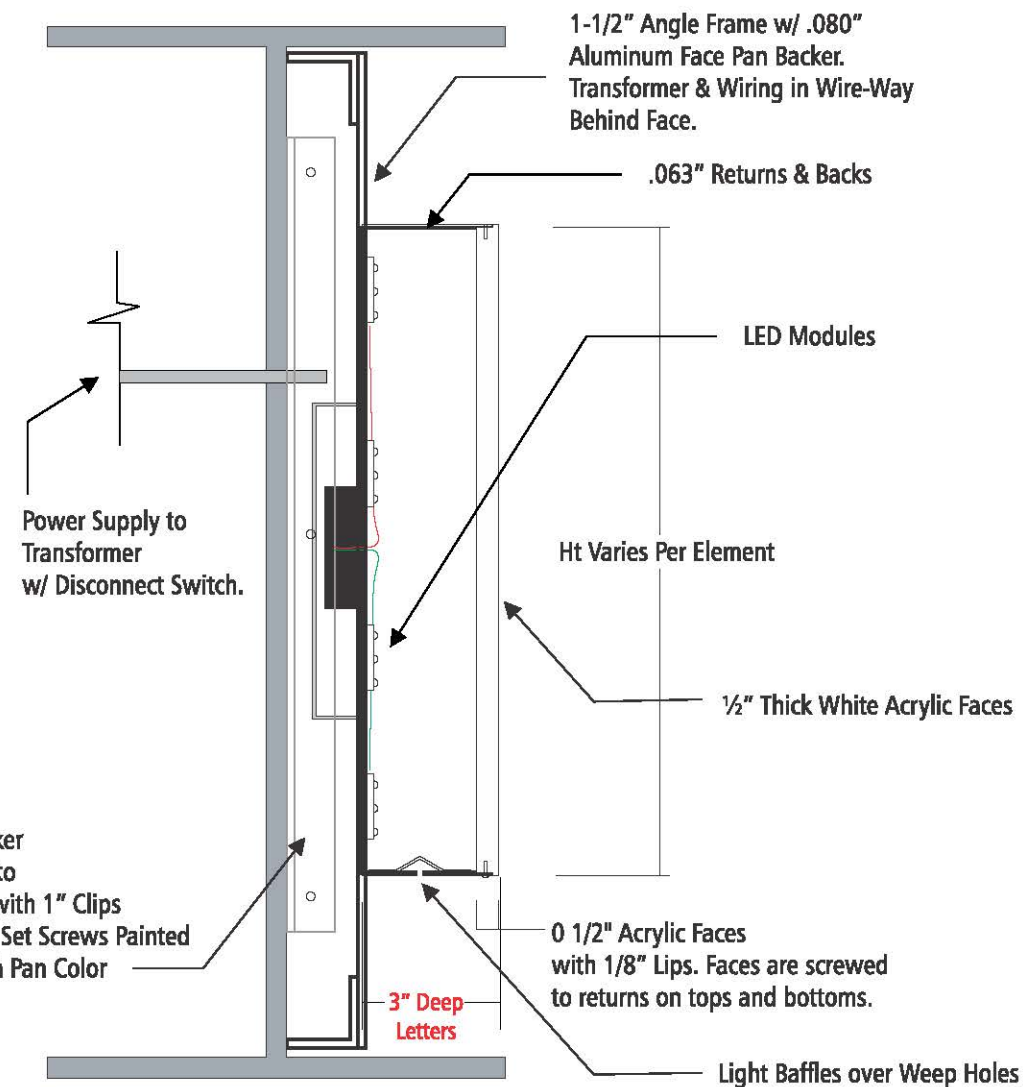 1-1/2" Angle Frame w/ .080"
Aluminum Face Pan Backer.
Transformer & Wiring in Wire-Way
Behind Face.
.063" Returns & Backs
LED Modules
Power Supply to
Transformer
w/ Disconnect Switch.
Ht Varies Per Element
½" Thick White Acrylic Faces
with 1" Clips
Set Screws Painted
Pan Color
0 1/2" Acrylic Faces
with 1/8" Lips. Faces are screwed
to returns on tops and bottoms.
3" Deep
Letters
Light Baffles over Weep Holes